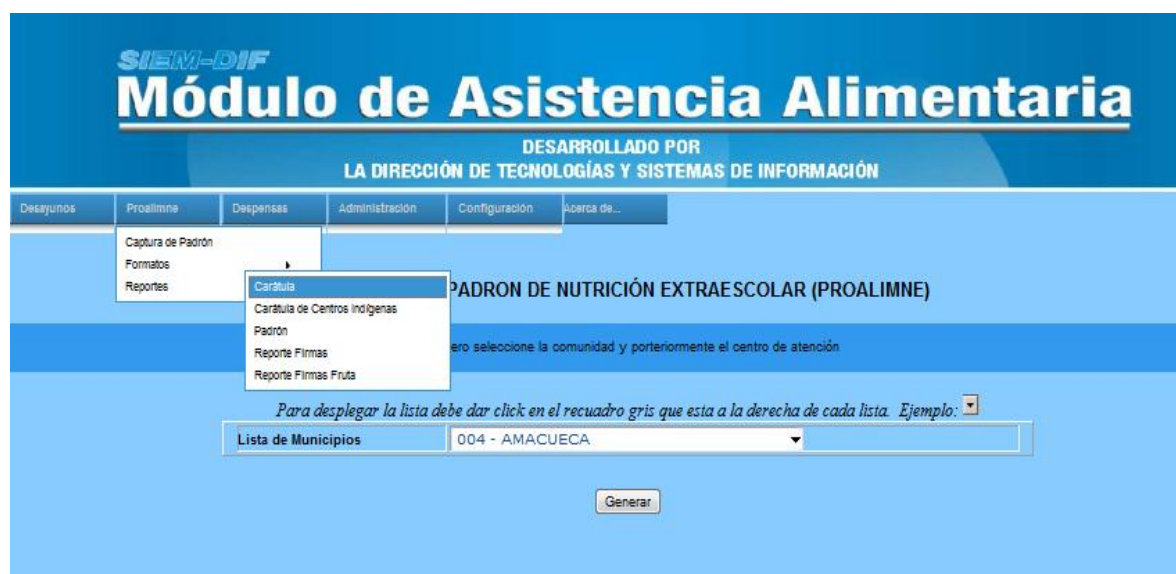 SIEM-DIF
Módulo de Asistencia Alimentaria
DESARROLLADO POR
LA DIRECCIÓN DE TECNOLOGÍAS Y SISTEMAS DE INFORMACIÓN
Desayunos Proalimne Despensas Administración Configuración Acerca de...
Captura de Padrón
Formatos
Reportes
Carátula
Carátula de Centros Indígenas
Padrón
Reporte Firmas
Reporte Firmas Fruta
PADRON DE NUTRICIÓN EXTRAESCOLAR (PROALIMNE)
ero seleccione la comunidad y porteriormente el centro de atención
Para desplegar la lista debe dar click en el recuadro gris que esta a la derecha de cada lista. Ejemplo:
Lista de Municipios 004 - AMACUECA
Generar